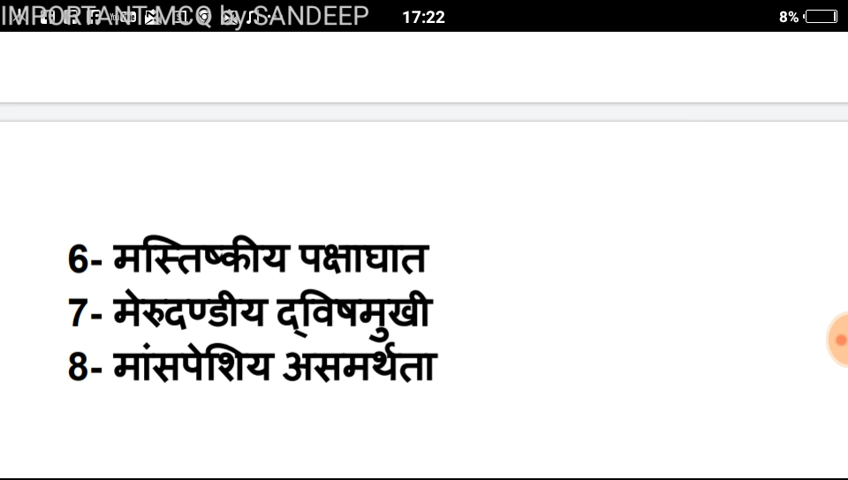 IMPORTANT MCQ by SANDEEP
17:22
8%
6- मस्तिष्कीय पक्षाघात
7- मेरुदण्डीय द्विषमुखी
8- मांसपेशिय असमर्थता